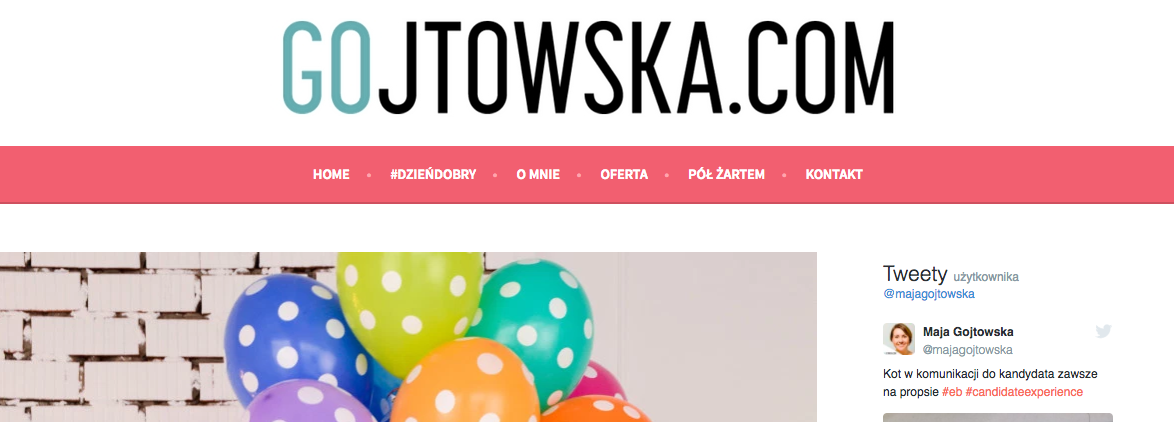 GOJTOWSKA.COM
HOME • #DZIEŃDOBRY • O MNIE • OFERTA • PÓŁ ŻARTEM • KONTAKT
Tweety użytkownika
@majagojtowska
Maja Gojtowska
@majagojtowska
Kot w komunikacji do kandydata zawsze
na propsie #eb #candidateexperience